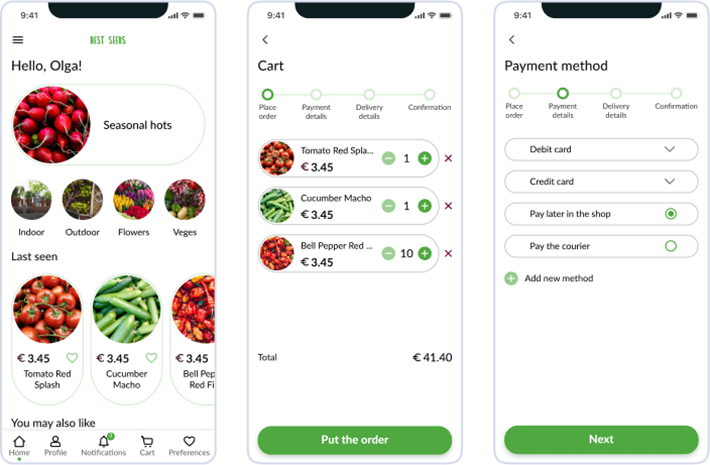 9:41
BEST SEEDS
Hello, Olga!
Seasonal hots
Indoor
Outdoor
Flowers
Veges
Last seen
€ 3.45
Tomato Red
Splash
€ 3.45
Cucumber
Macho
€ 3.45
Bell Pep
Red Fi
You may also like
Home
Profile
Notifications
Cart
Preferences
9:41
Cart
Place
order
Payment
details
Delivery
details
Confirmation
Tomato Red Spla...
€ 3.45
1
Cucumber Macho
€ 3.45
1
Bell Pepper Red ...
€ 3.45
10
Total
€ 41.40
Put the order
9:41
Payment method
Place
order
Payment
details
Delivery
details
Confirmation
Debit card
Credit card
Pay later in the shop
Pay the courier
Add new method
Next